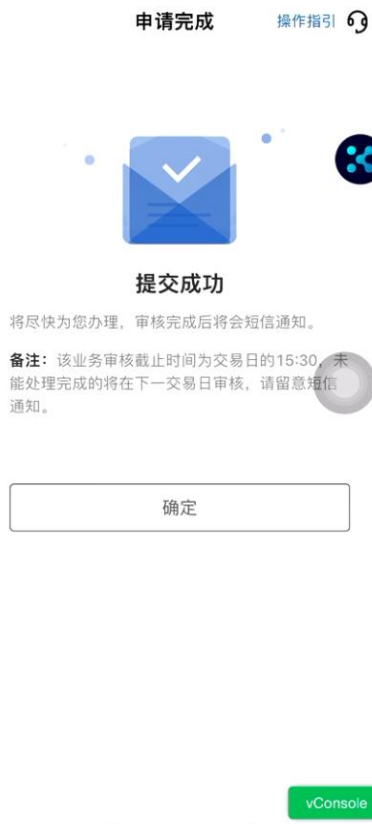 申请完成 操作指引
提交成功
将尽快为您办理，审核完成后将会短信通知。
备注：该业务审核截止时间为交易日的15:30，未
能处理完成的将在下一交易日审核，请留意短信
通知。
确定
vConsole